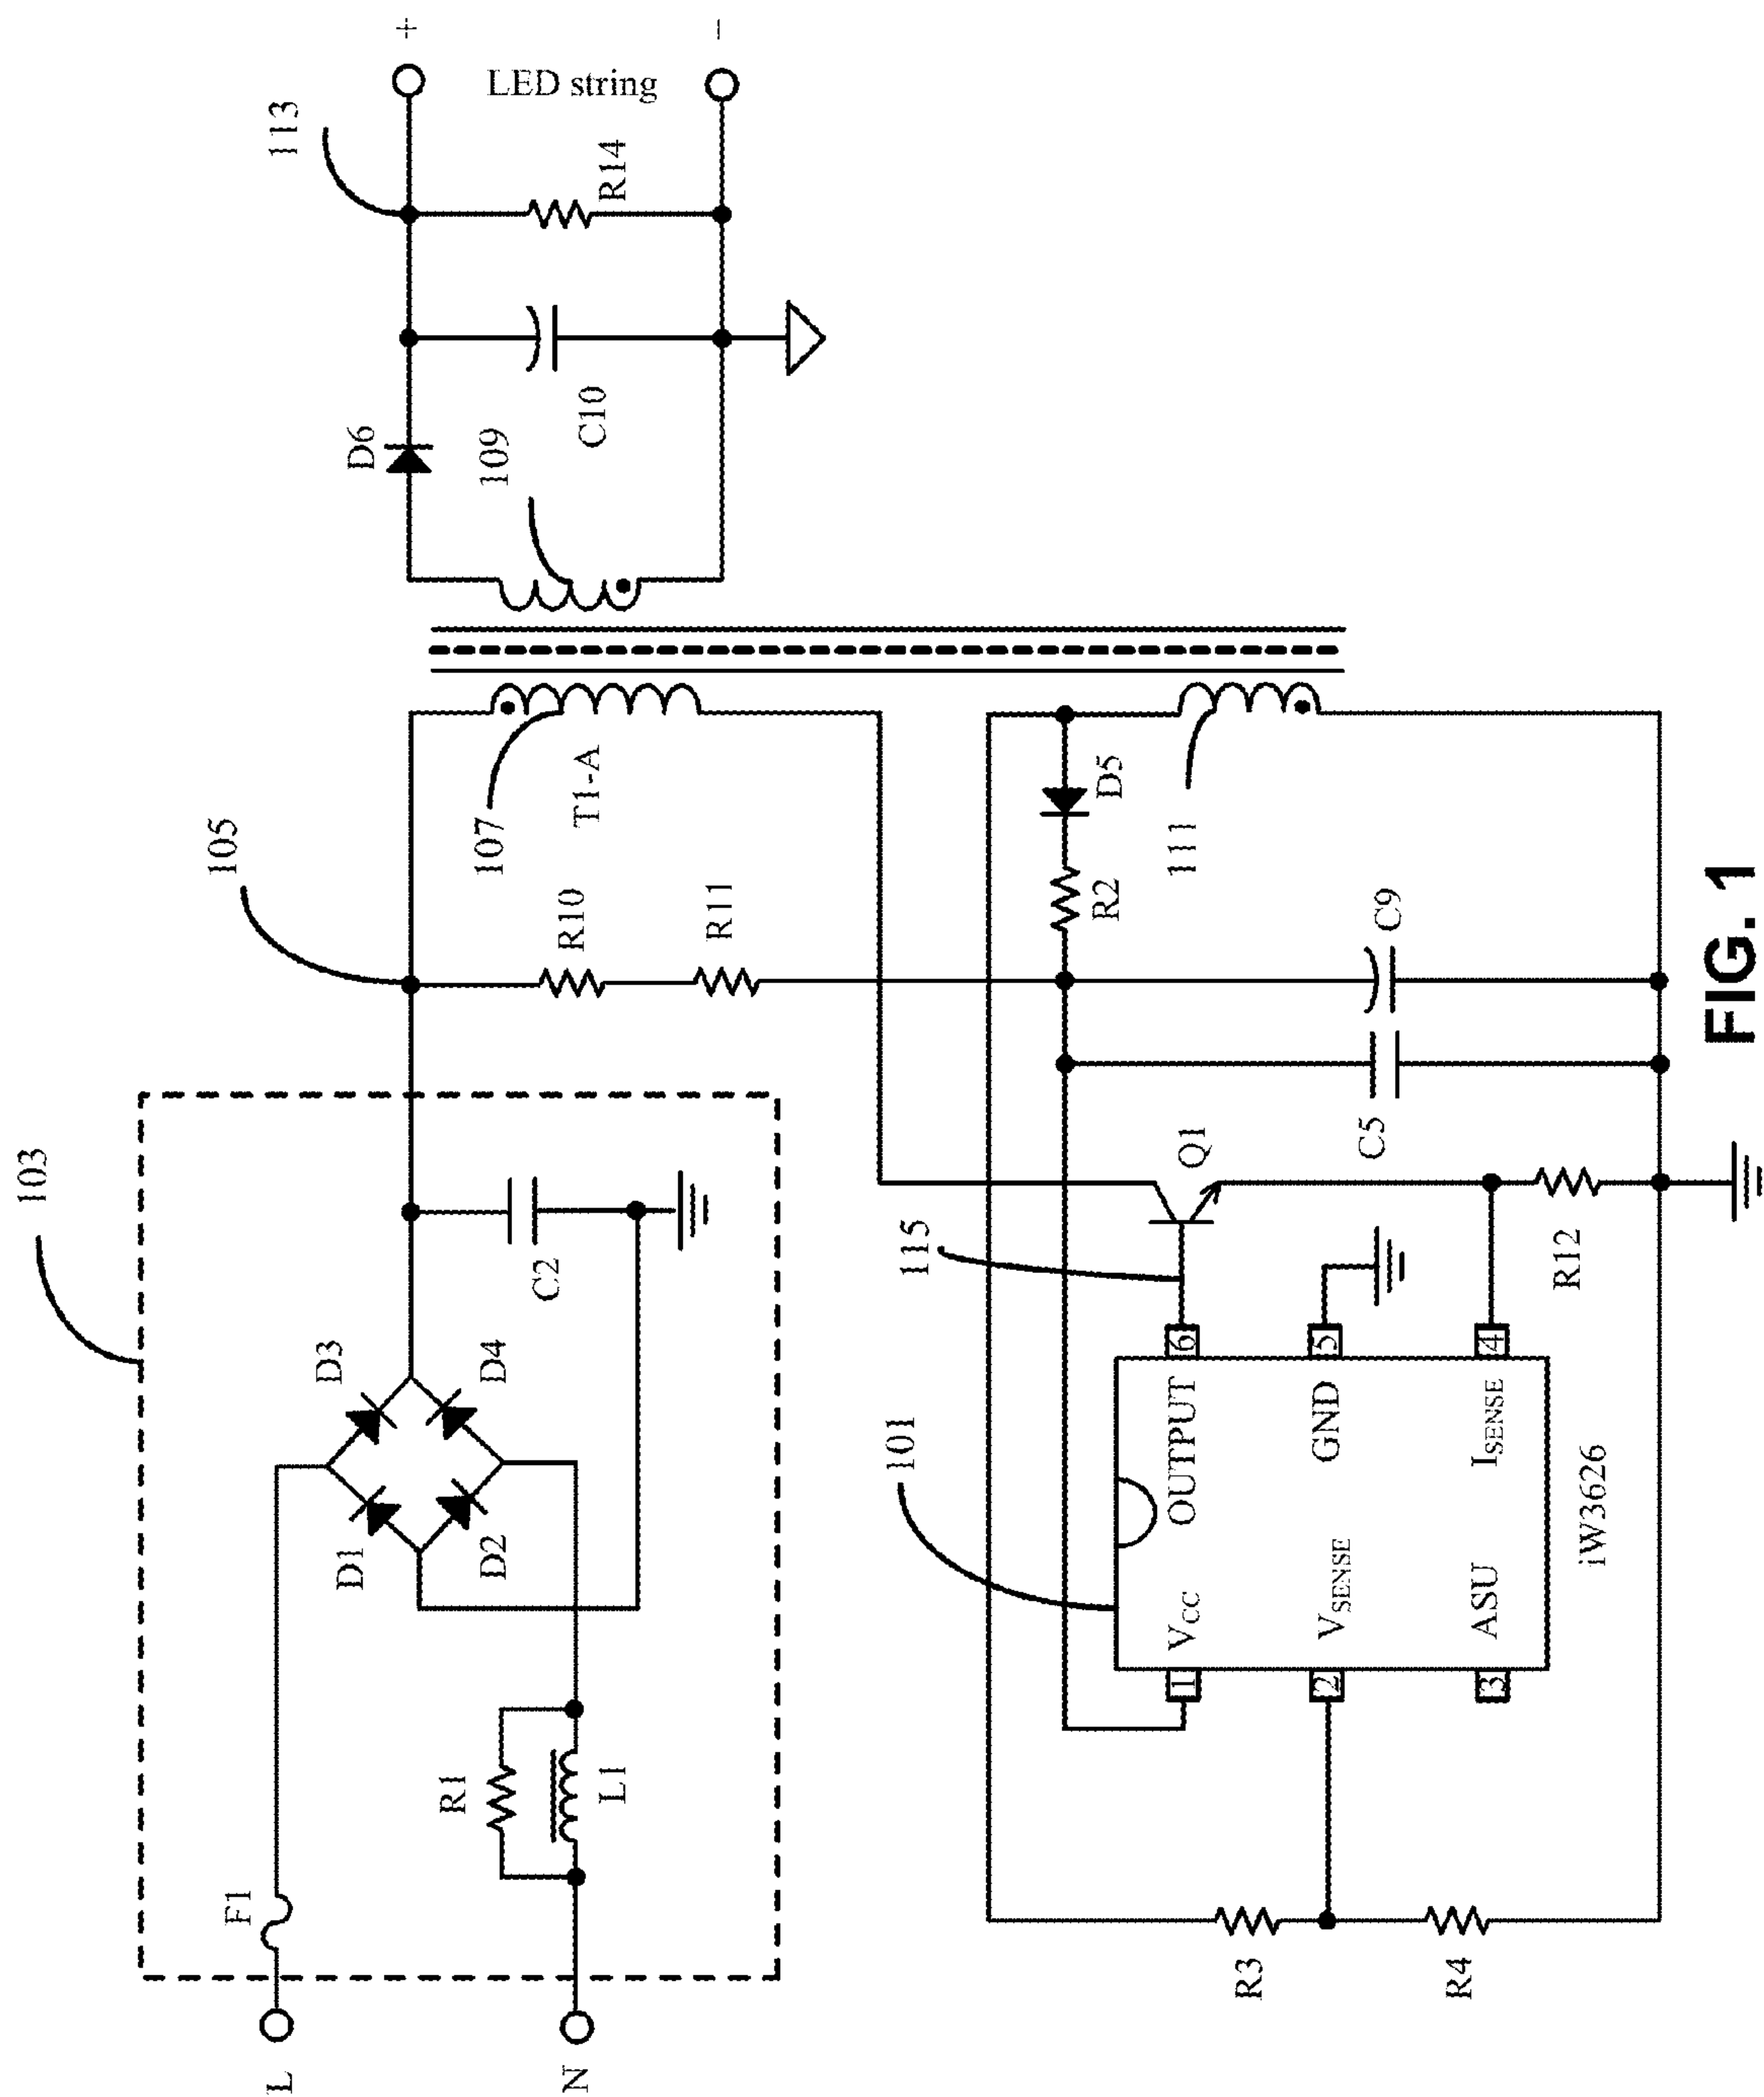 103
105
113
+
LED string
−
L
N
F1
R1
L1
D1
D2
D3
D4
C2
R10
R11
107
T1-A
D6
109
C10
R14
101
115
Q1
R2
D5
111
C5
C9
R12
R3
R4
1
2
3
4
5
6
VCC
VSENSE
ASU
OUTPUT
GND
ISENSE
iW3626
FIG. 1